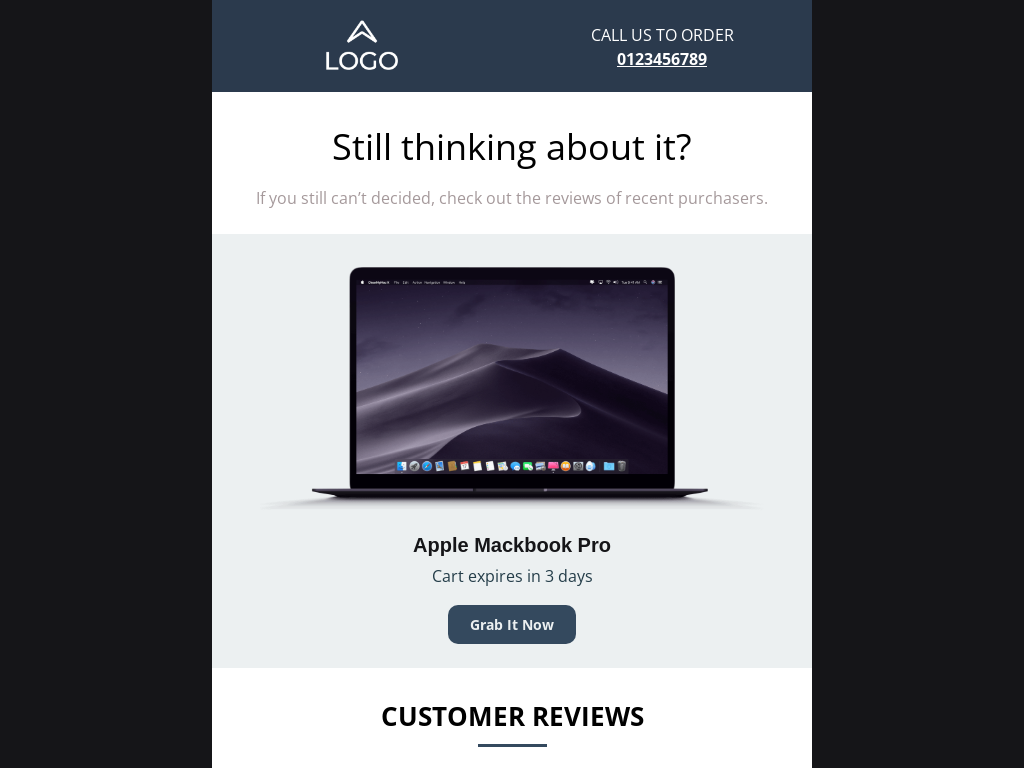 LOGO
CALL US TO ORDER
0123456789
Still thinking about it?
If you still can’t decided, check out the reviews of recent purchasers.
Apple Mackbook Pro
Cart expires in 3 days
Grab It Now
CUSTOMER REVIEWS